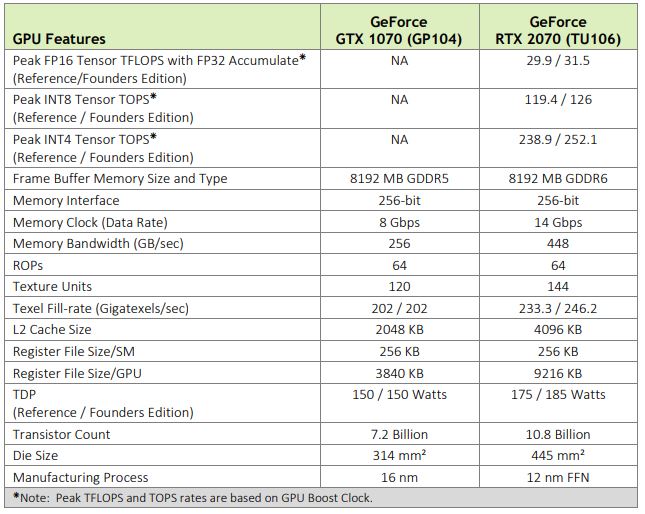 GPU Features GeForce GTX 1070 (GP104) GeForce RTX 2070 (TU106)
Peak FP16 Tensor TFLOPS with FP32 Accumulate* NA 29.9 / 31.5
(Reference/Founders Edition)
Peak INT8 Tensor TOPS* NA 119.4 / 126
(Reference / Founders Edition)
Peak INT4 Tensor TOPS* NA 238.9 / 252.1
(Reference / Founders Edition)
Frame Buffer Memory Size and Type 8192 MB GDDR5 8192 MB GDDR6
Memory Interface 256-bit 256-bit
Memory Clock (Data Rate) 8 Gbps 14 Gbps
Memory Bandwidth (GB/sec) 256 448
ROPs 64 64
Texture Units 120 144
Texel Fill-rate (Gigatexels/sec) 202 / 202 233.3 / 246.2
L2 Cache Size 2048 KB 4096 KB
Register File Size/SM 256 KB 256 KB
Register File Size/GPU 3840 KB 9216 KB
TDP 150 / 150 Watts 175 / 185 Watts
(Reference / Founders Edition)
Transistor Count 7.2 Billion 10.8 Billion
Die Size 314 mm² 445 mm²
Manufacturing Process 16 nm 12 nm FFN
*Note: Peak TFLOPS and TOPS rates are based on GPU Boost Clock.